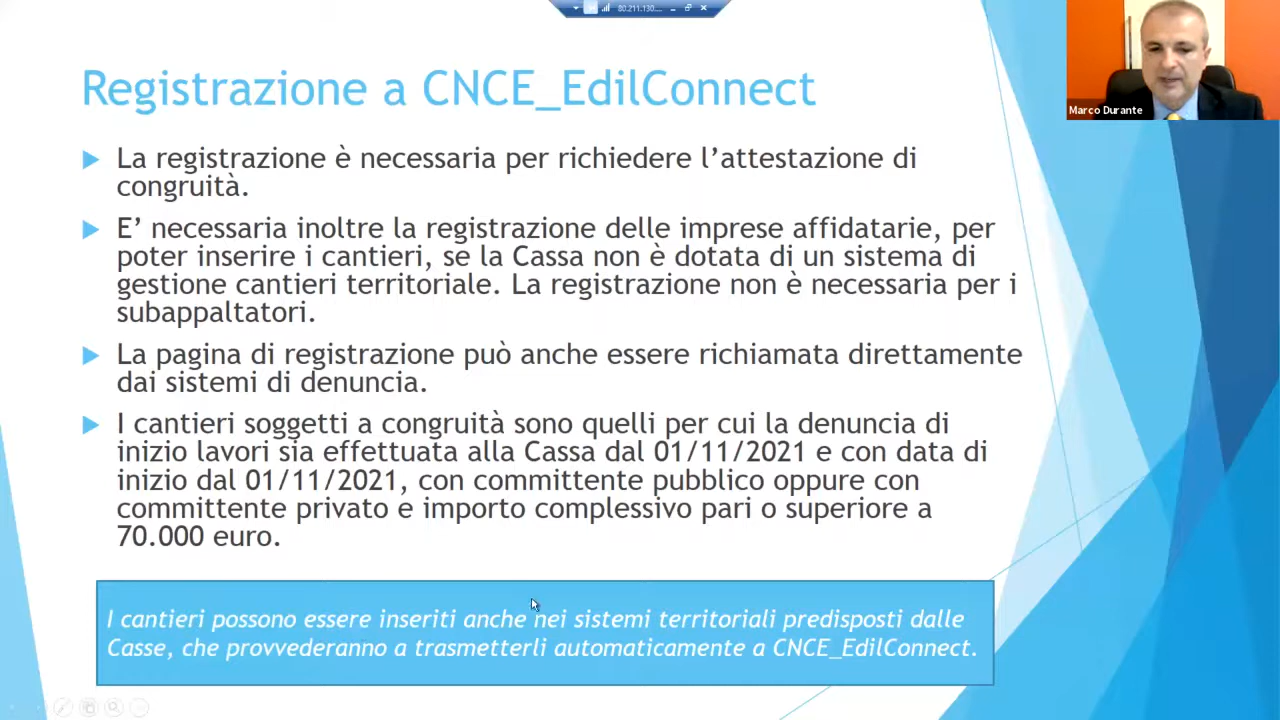 80.211.130....
Marco Durante
Registrazione a CNCE_EdilConnect
La registrazione è necessaria per richiedere l’attestazione di
congruità.
E’ necessaria inoltre la registrazione delle imprese affidatarie, per
poter inserire i cantieri, se la Cassa non è dotata di un sistema di
gestione cantieri territoriale. La registrazione non è necessaria per i
subappaltatori.
La pagina di registrazione può anche essere richiamata direttamente
dai sistemi di denuncia.
I cantieri soggetti a congruità sono quelli per cui la denuncia di
inizio lavori sia effettuata alla Cassa dal 01/11/2021 e con data di
inizio dal 01/11/2021, con committente pubblico oppure con
committente privato e importo complessivo pari o superiore a
70.000 euro.
I cantieri possono essere inseriti anche nei sistemi territoriali predisposti dalle
Casse, che provvederanno a trasmetterli automaticamente a CNCE_EdilConnect.